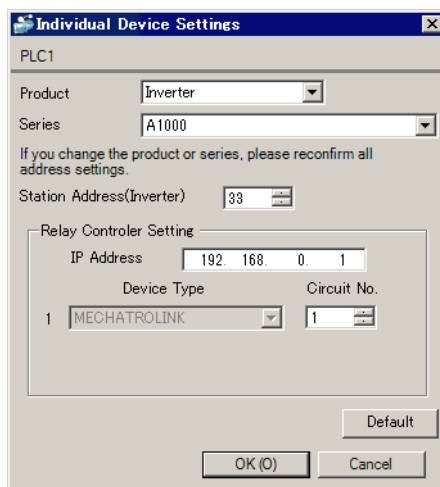 Individual Device Settings
PLC1
Product Inverter
Series A1000
If you change the product or series, please reconfirm all
address settings.
Station Address(Inverter) 33
Relay Controler Setting
IP Address 192. 168. 0. 1
Device Type Circuit No.
1 MECHATROLINK 1
Default
OK (O) Cancel